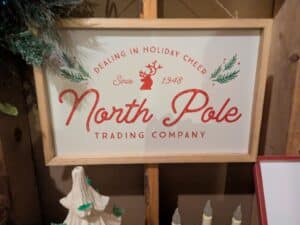 DEALING IN HOLIDAY CHEER
Since 1948
North Pole
TRADING COMPANY